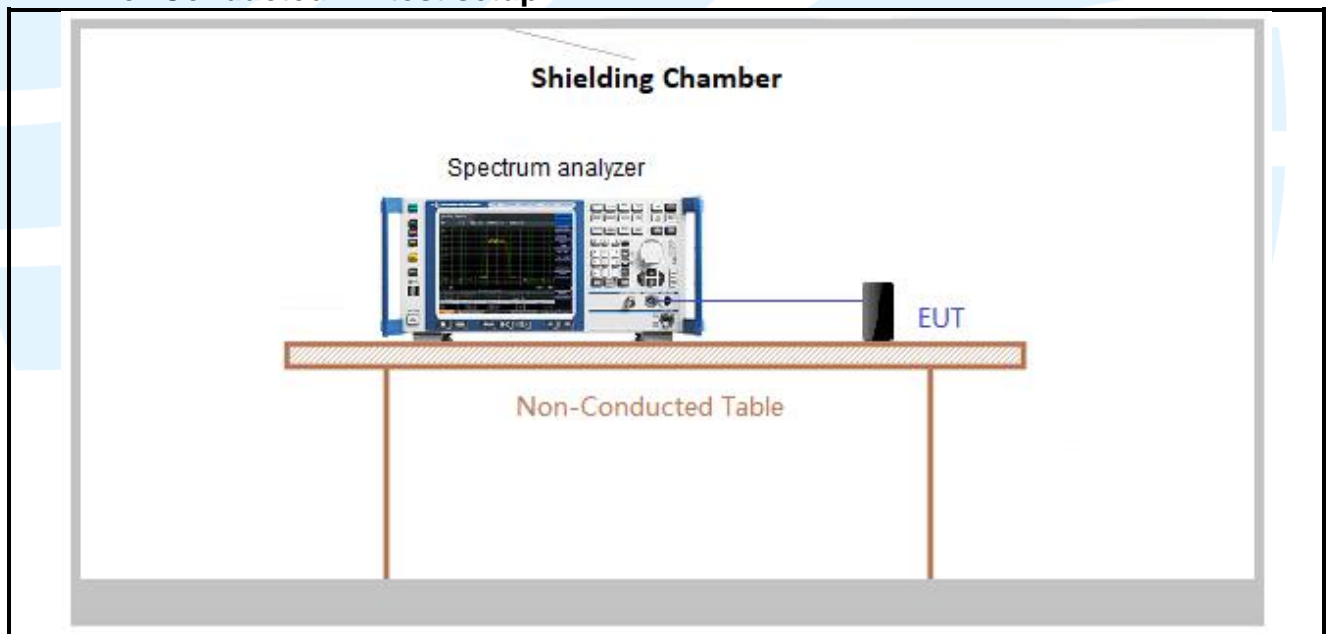 Shielding Chamber
Spectrum analyzer
EUT
Non-Conducted Table